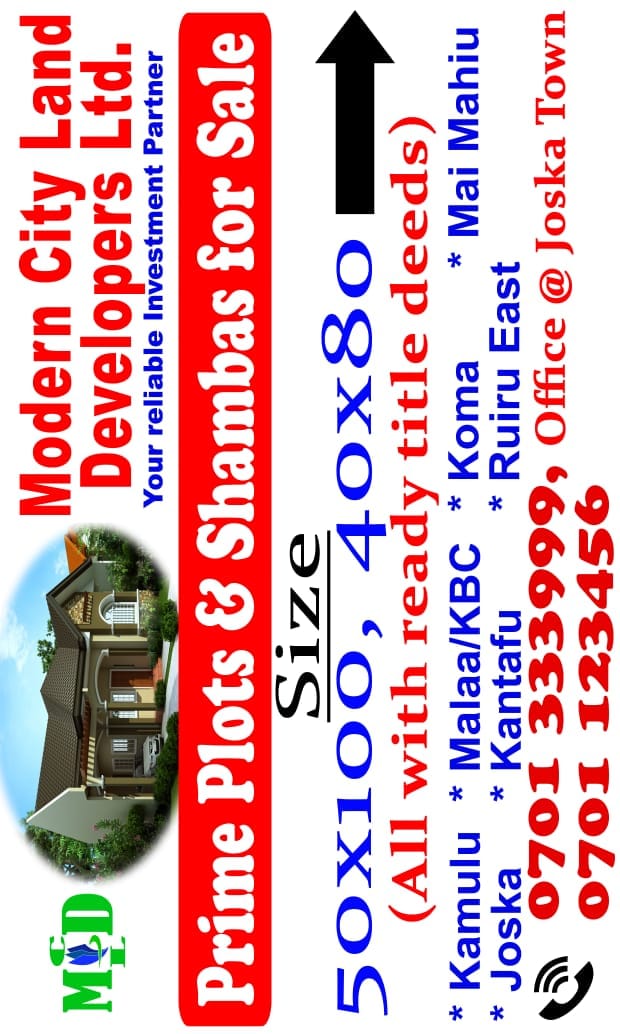 MCD
L
Modern City Land
Developers Ltd.
Your reliable Investment Partner
Prime Plots & Shambas for Sale
Size
50x100, 40x80
(All with ready title deeds)
* Kamulu * Malaa/KBC * Koma * Mai Mahiu
* Joska * Kantafu * Ruiru East
0701 333999, Office @ Joska Town
0701 123456